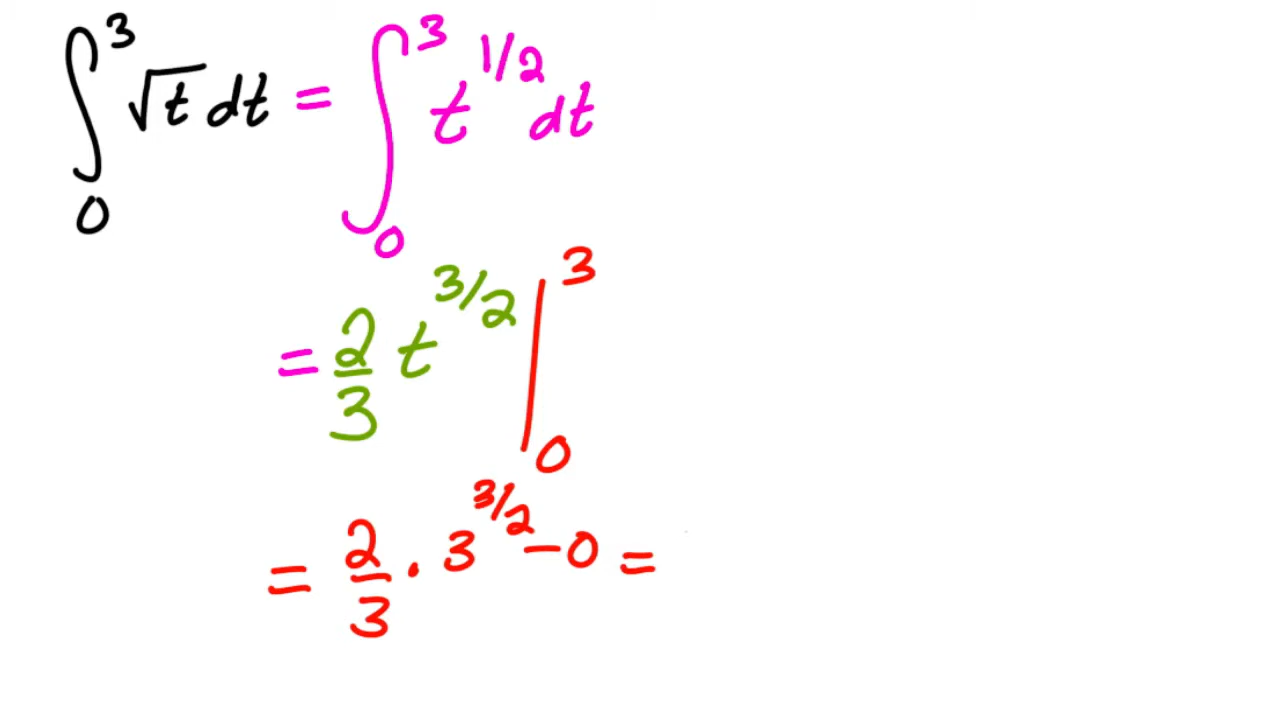 ∫₀³ √t dt = ∫₀³ t^{1/2} dt
= 2/3 t^{3/2} |₀³
= 2/3 · 3^{3/2} − 0 =